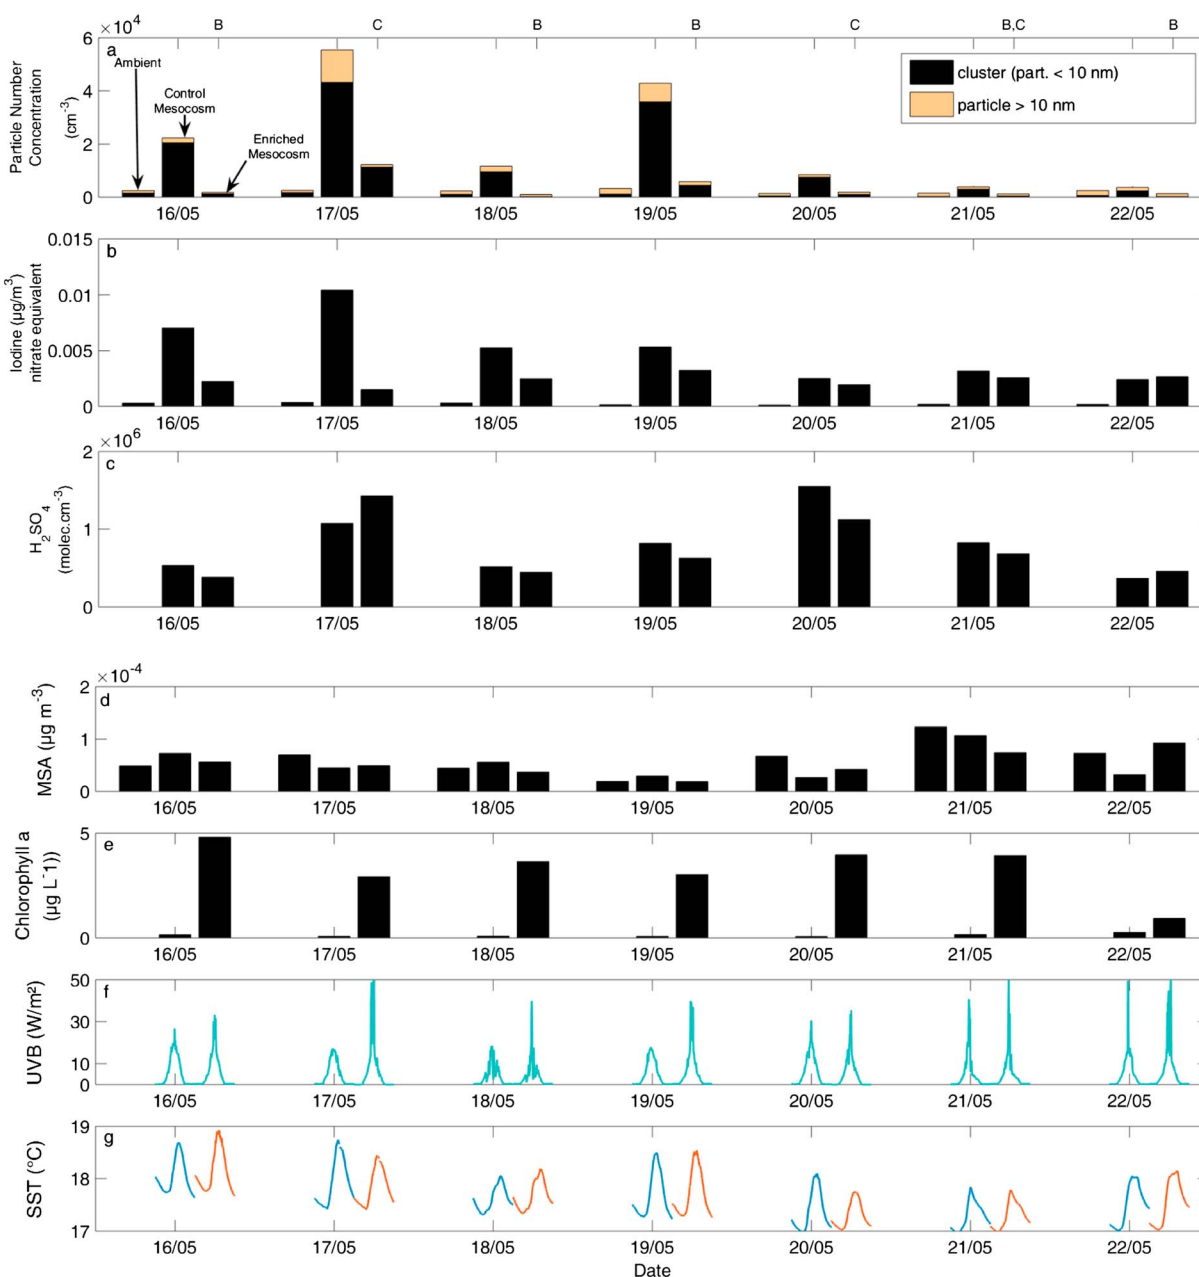 ×10⁴ B C B B C B,C B
a
Ambient
Control
Mesocosm
Enriched
Mesocosm
cluster (part. < 10 nm)
particle > 10 nm
Particle Number
Concentration
(cm⁻³)
6
4
2
0
16/05 17/05 18/05 19/05 20/05 21/05 22/05
b
Iodine (µg/m³)
nitrate equivalent
0.015
0.01
0.005
0
16/05 17/05 18/05 19/05 20/05 21/05 22/05
×10⁶
c
H₂SO₄
(molec.cm⁻³)
2
1
0
16/05 17/05 18/05 19/05 20/05 21/05 22/05
×10⁻⁴
d
MSA (µg m⁻³)
2
1
0
16/05 17/05 18/05 19/05 20/05 21/05 22/05
e
Chlorophyll a
(µg L⁻1))
5
0
16/05 17/05 18/05 19/05 20/05 21/05 22/05
f
UVB (W/m²)
50
30
10
0
16/05 17/05 18/05 19/05 20/05 21/05 22/05
g
SST (°C)
19
18
17
16/05 17/05 18/05 19/05 20/05 21/05 22/05
Date